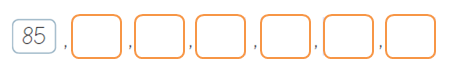 85 , , , , , ,